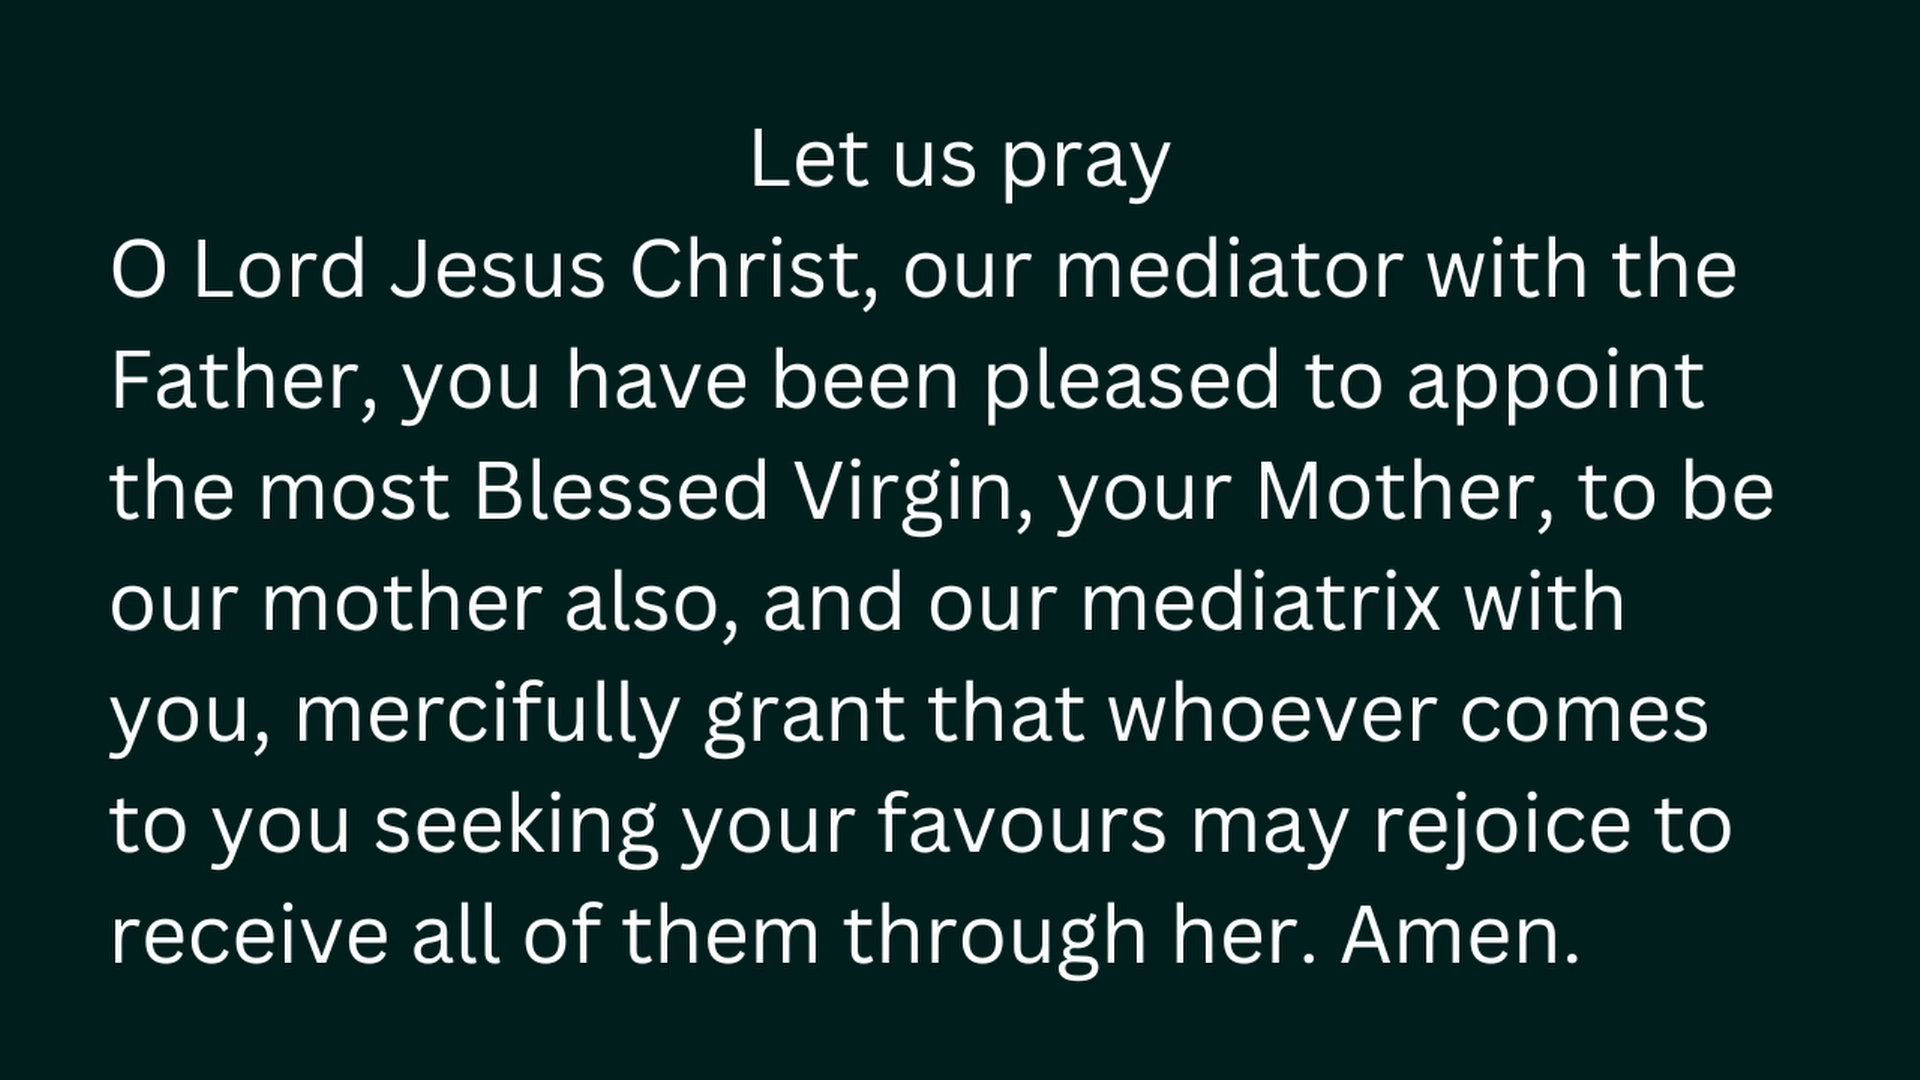 Let us pray
O Lord Jesus Christ, our mediator with the
Father, you have been pleased to appoint
the most Blessed Virgin, your Mother, to be
our mother also, and our mediatrix with
you, mercifully grant that whoever comes
to you seeking your favours may rejoice to
receive all of them through her. Amen.